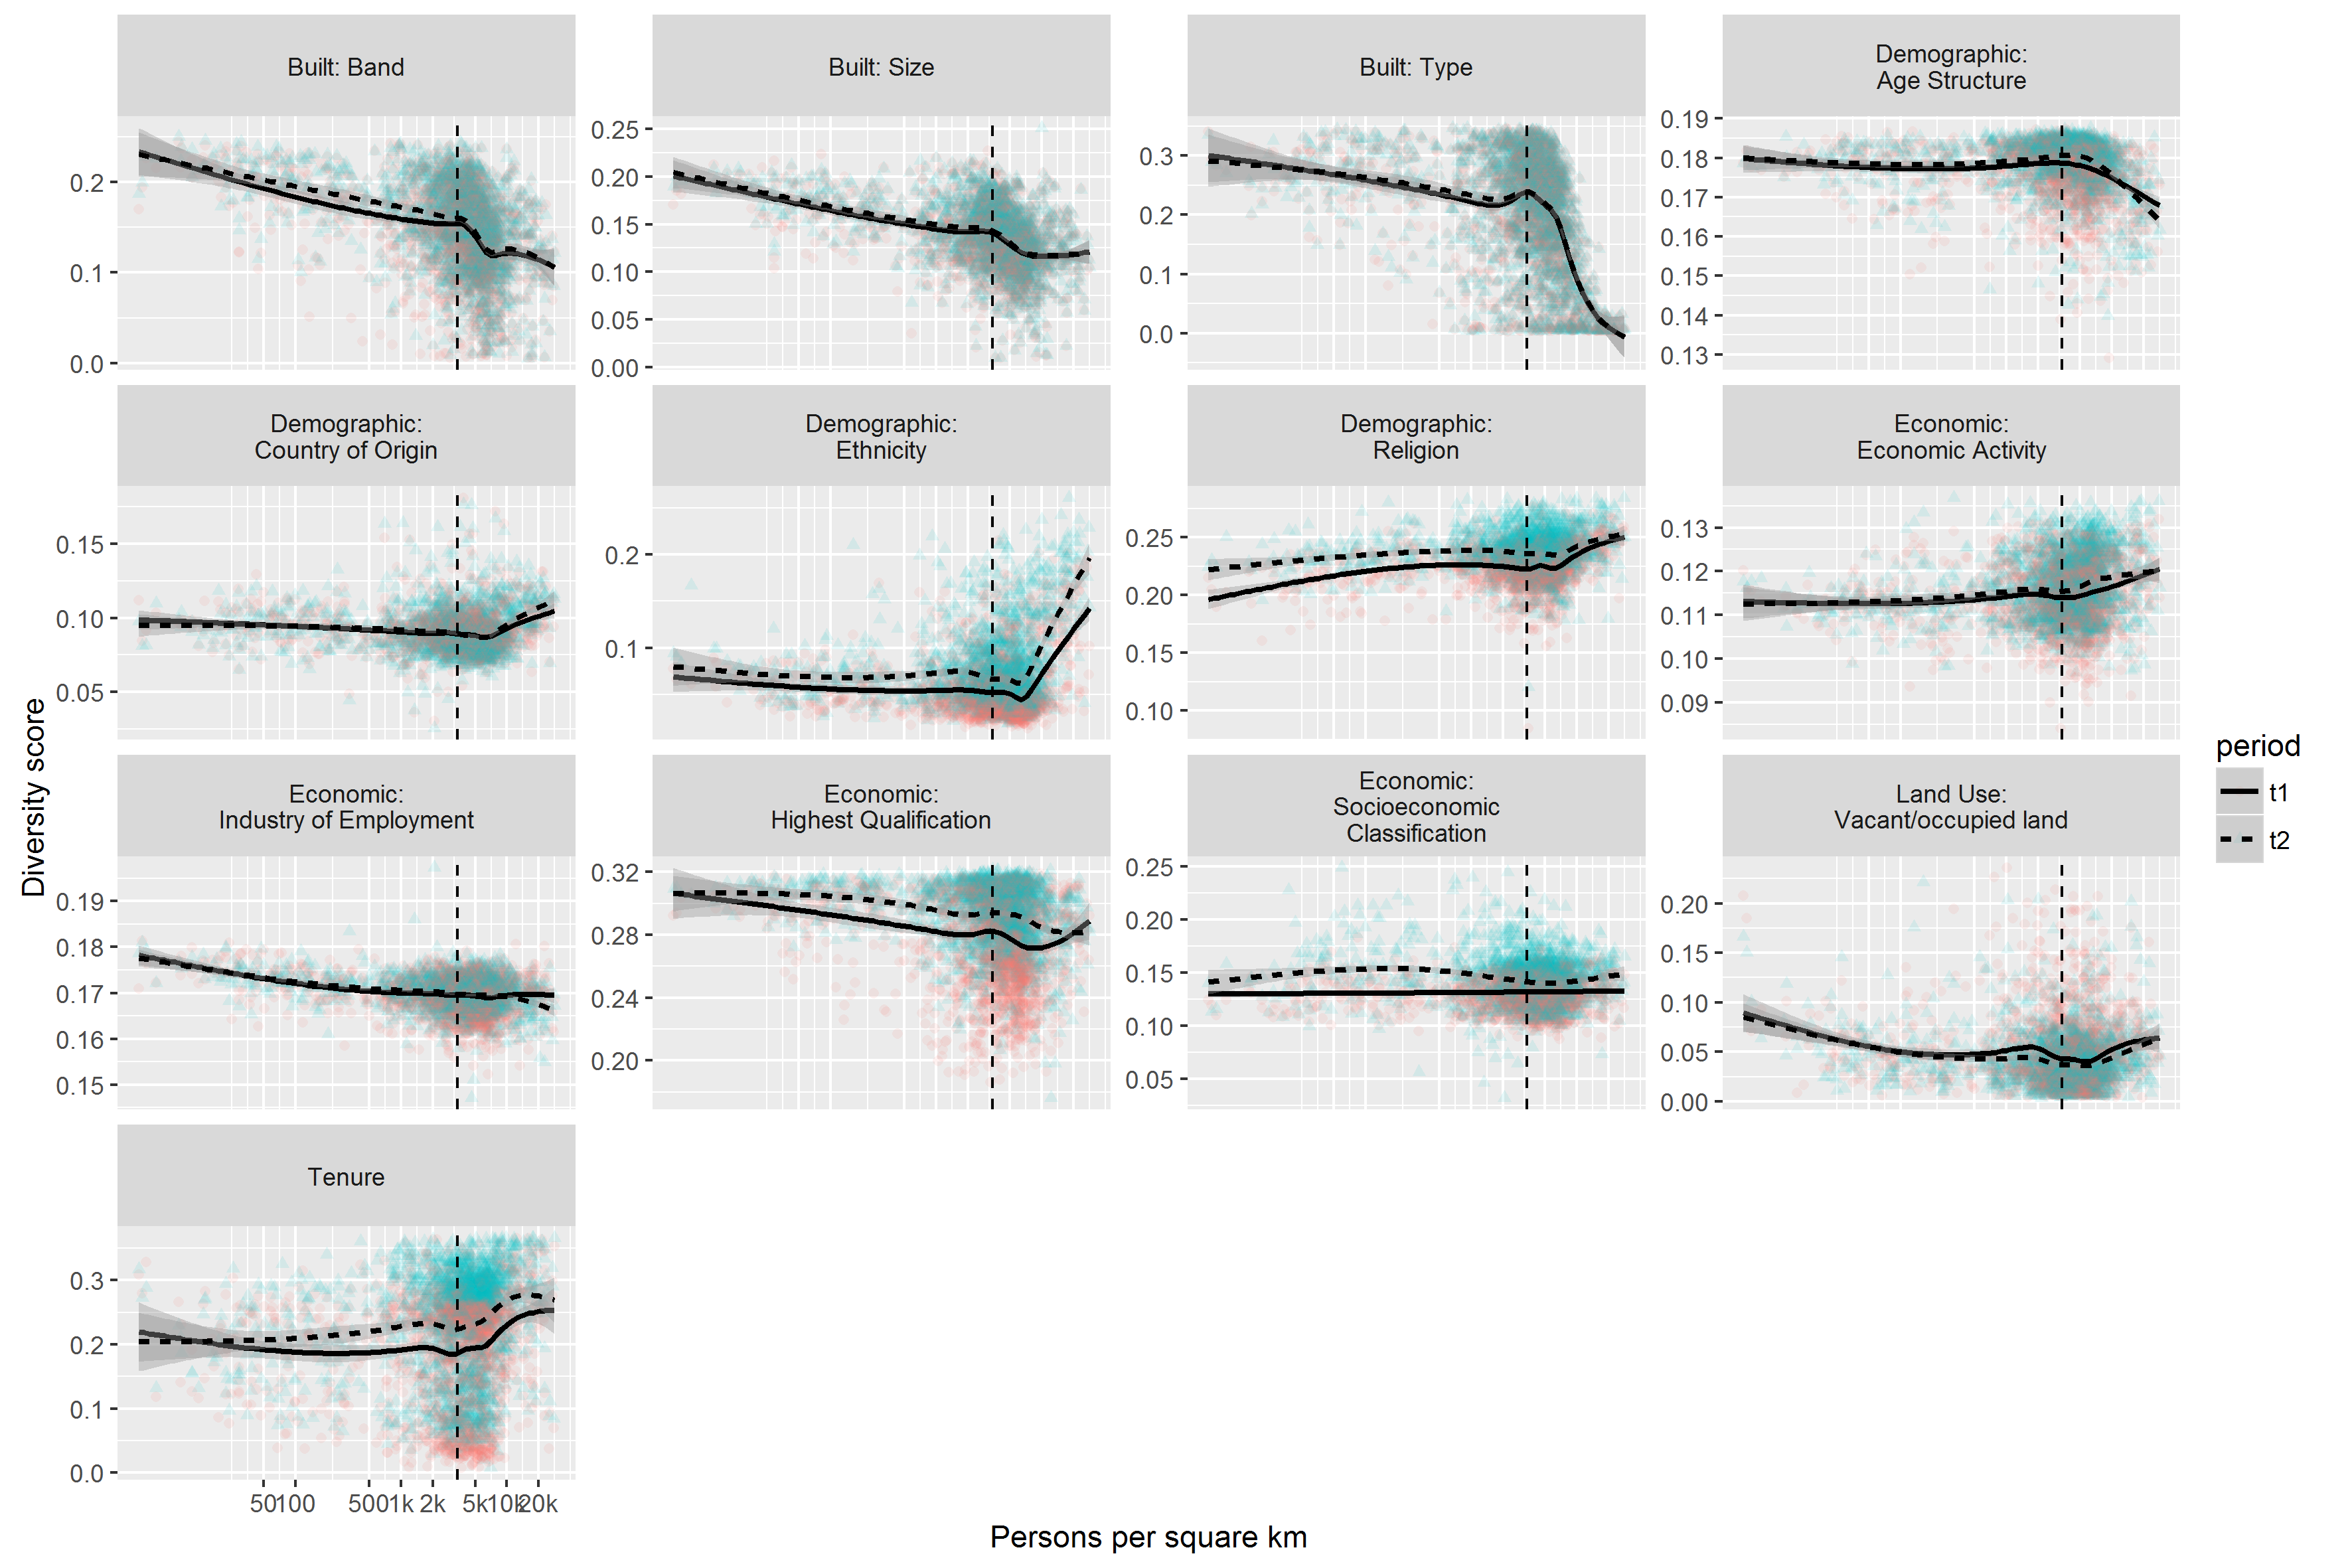 Built: Band
Built: Size
Built: Type
Demographic:
Age Structure
0.2
0.1
0.0
0.25
0.20
0.15
0.10
0.05
0.00
0.3
0.2
0.1
0.0
0.19
0.18
0.17
0.16
0.15
0.14
0.13
Demographic:
Country of Origin
Demographic:
Ethnicity
Demographic:
Religion
Economic:
Economic Activity
0.15
0.10
0.05
0.2
0.1
0.25
0.20
0.15
0.10
0.13
0.12
0.11
0.10
0.09
Economic:
Industry of Employment
Economic:
Highest Qualification
Economic:
Socioeconomic
Classification
Land Use:
Vacant/occupied land
0.19
0.18
0.17
0.16
0.15
0.32
0.28
0.24
0.20
0.25
0.20
0.15
0.10
0.05
0.20
0.15
0.10
0.05
0.00
Tenure
0.3
0.2
0.1
0.0
50 100 500 1k 2k 5k 10k 20k
Persons per square km
Diversity score
period
t1
t2